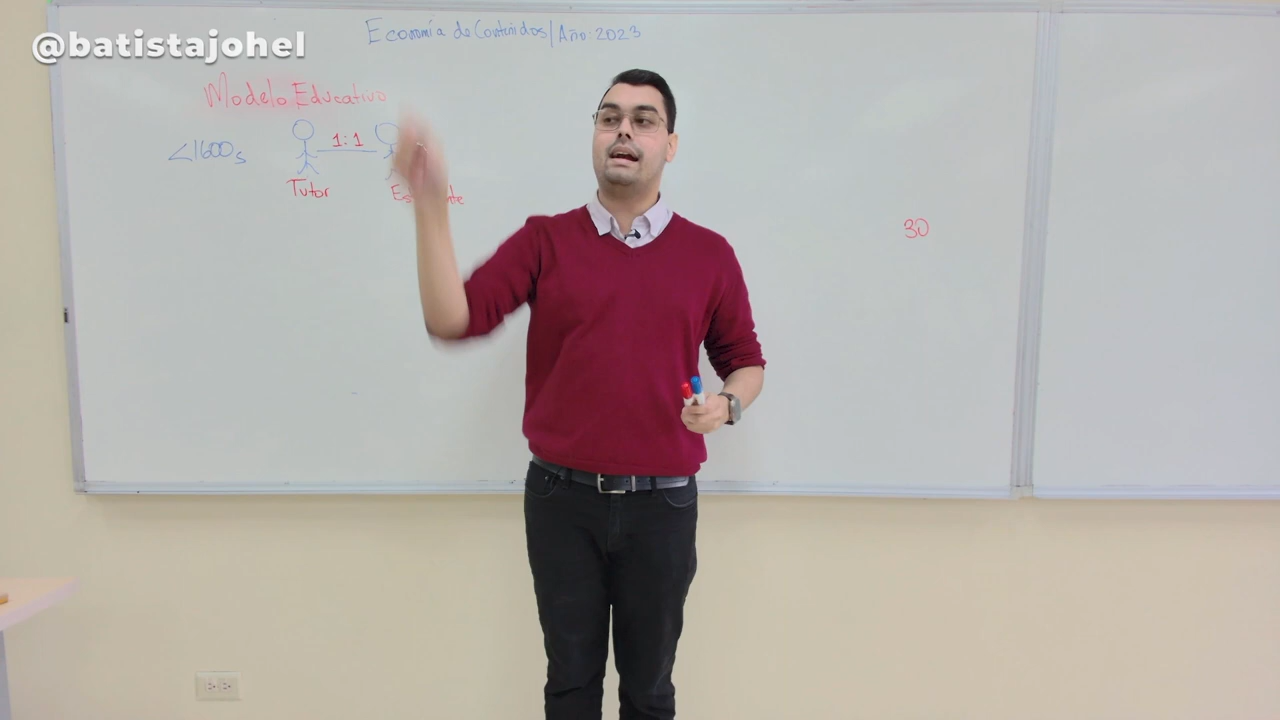 @batistajohel
Economía de Contenidos/Año: 2023
Modelo Educativo
<1600s
1:1
Tutor
30